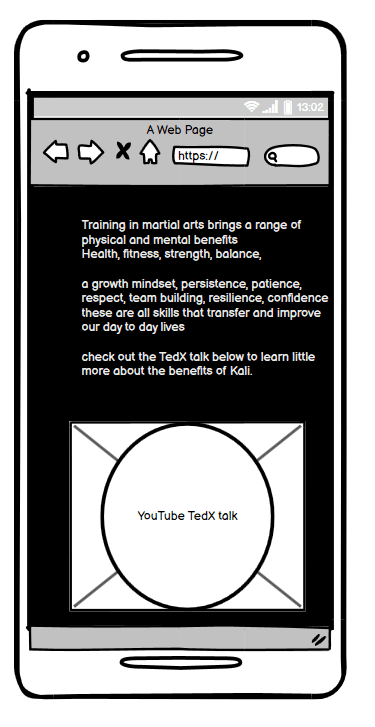 13:02
A Web Page
https://
Training in martial arts brings a range of
physical and mental benefits
Health, fitness, strength, balance,
a growth mindset, persistence, patience,
respect, team building, resilience, confidence
these are all skills that transfer and improve
our day to day lives
check out the TedX talk below to learn little
more about the benefits of Kali.
YouTube TedX talk